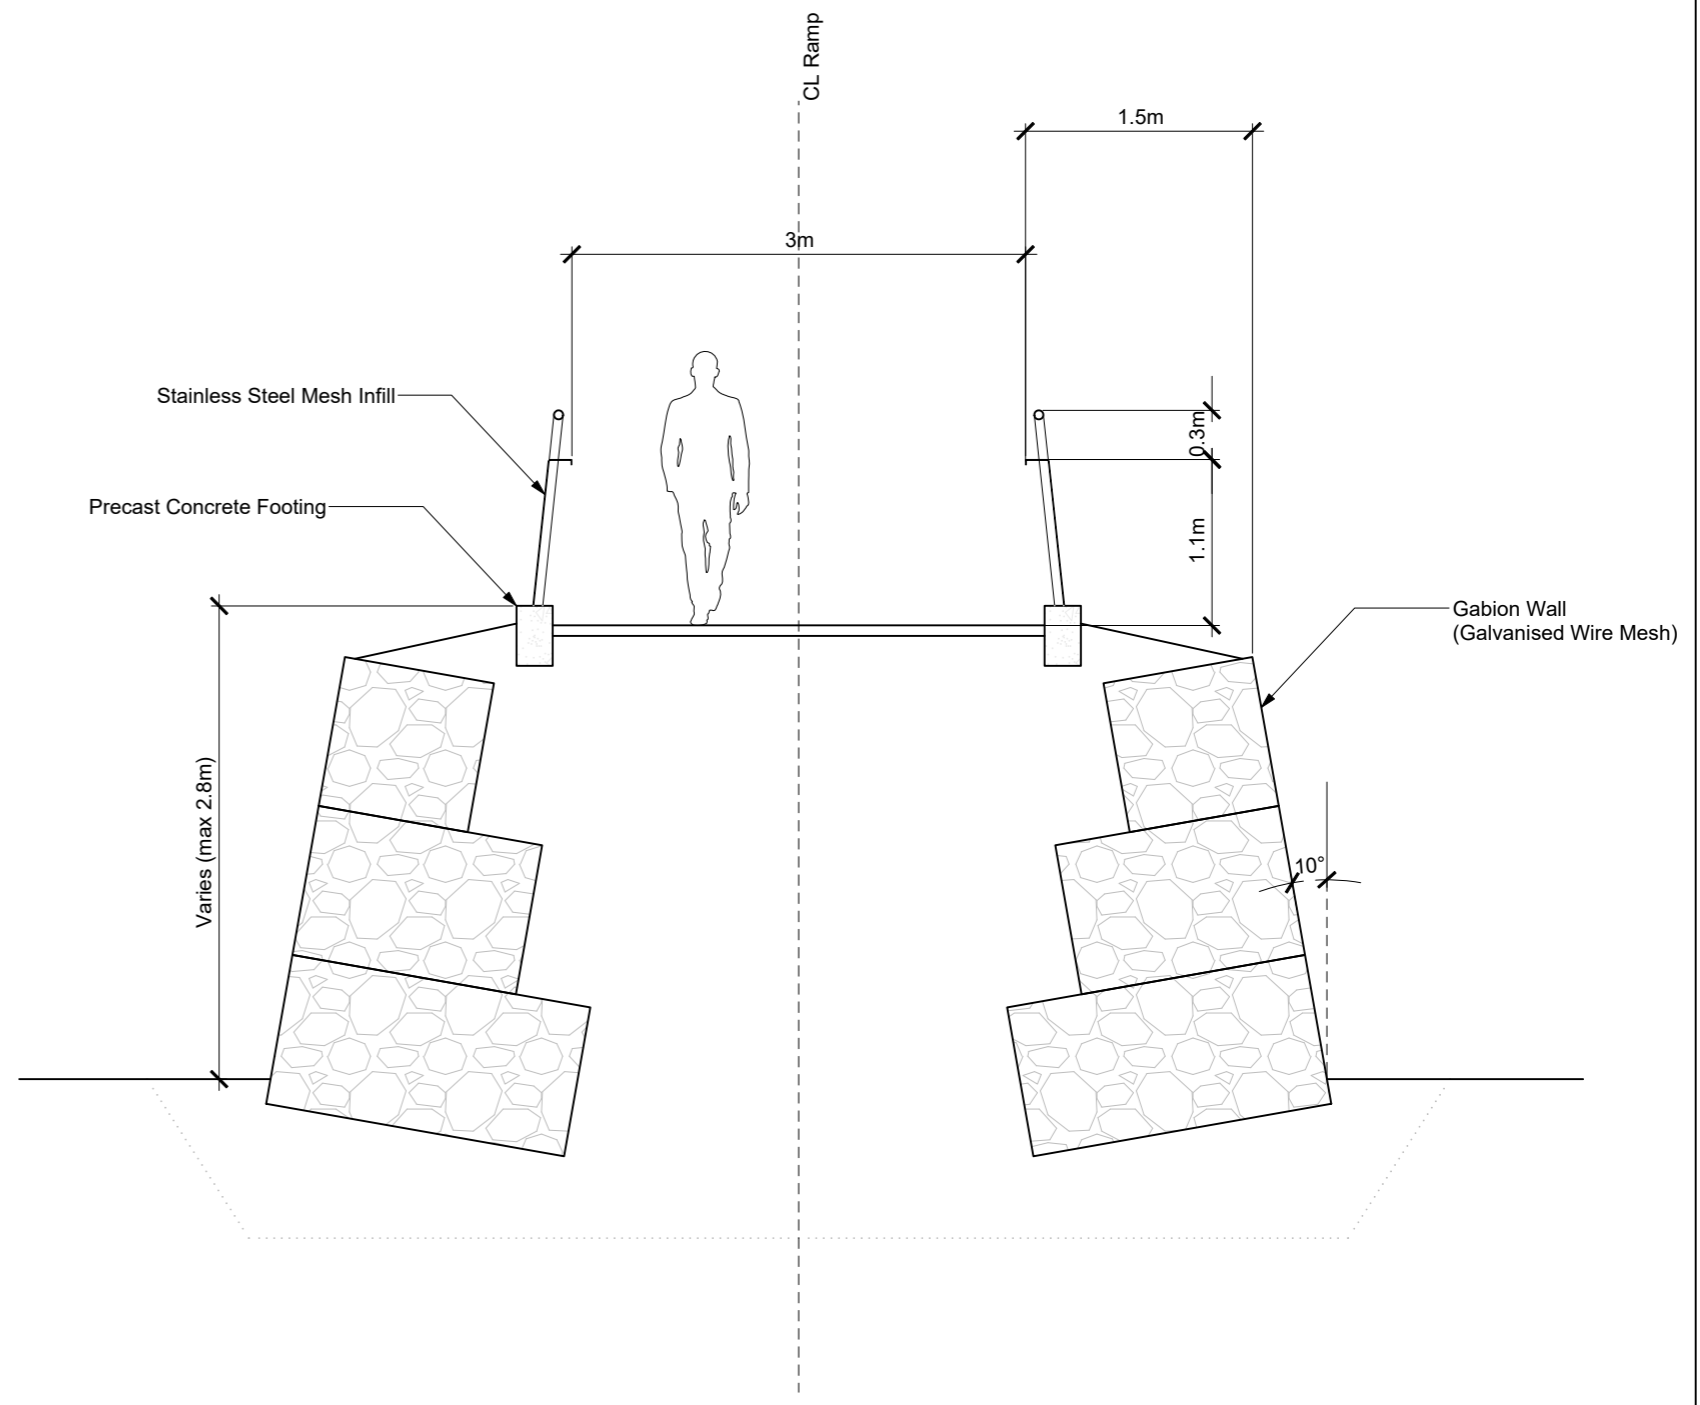 CL Ramp
1.5m
3m
Stainless Steel Mesh Infill
0.3m
Precast Concrete Footing
1.1m
Gabion Wall
(Galvanised Wire Mesh)
Varies (max 2.8m)
10°